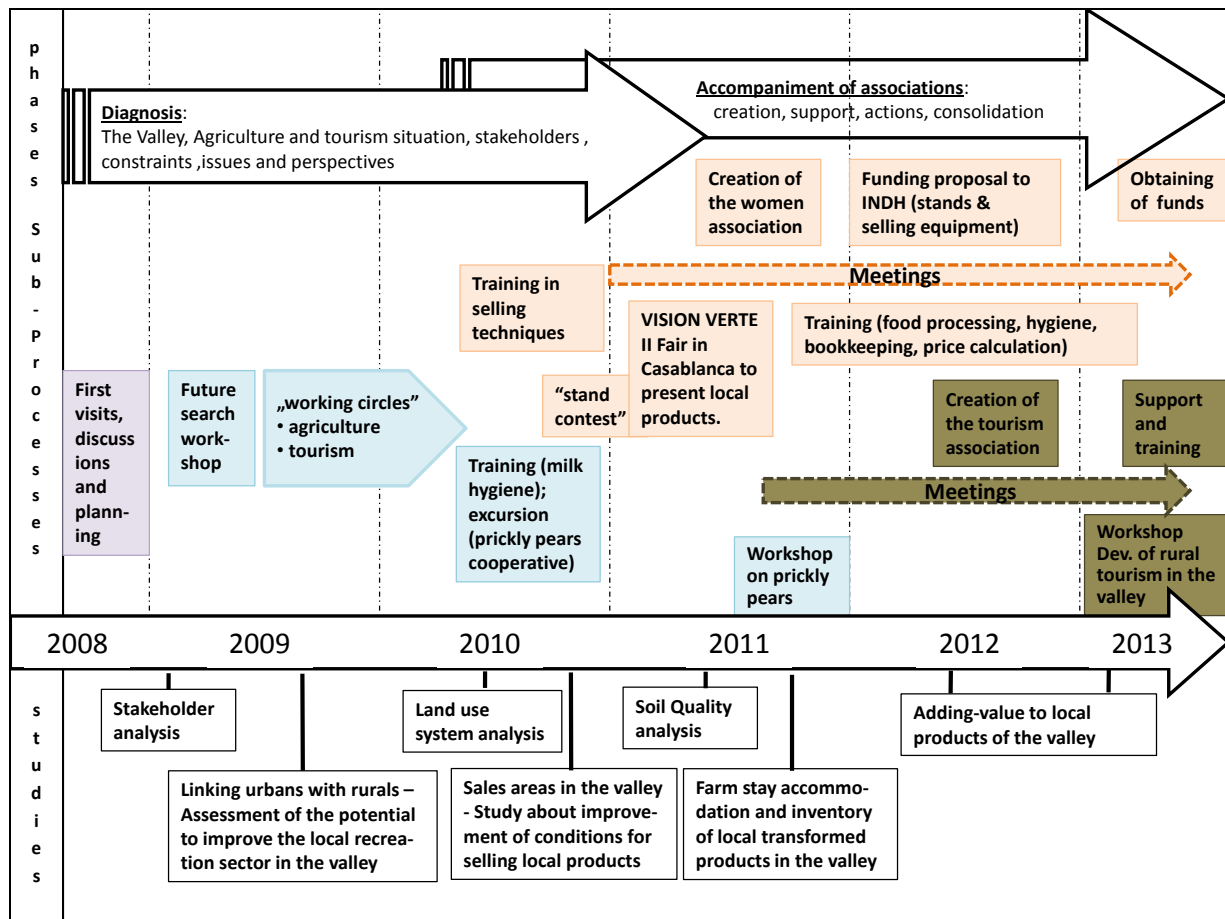 phases
Sub-Processes
studies
Diagnosis:
The Valley, Agriculture and tourism situation, stakeholders ,
constraints ,issues and perspectives
Accompaniment of associations:
creation, support, actions, consolidation
Creation of
the women
association
Funding proposal to
INDH (stands &
selling equipment)
Obtaining
of funds
Meetings
Training in
selling
techniques
VISION VERTE
II Fair in
Casablanca to
present local
products.
Training (food processing, hygiene,
bookkeeping, price calculation)
First
visits,
discuss
ions and
plann-
ing
Future
search
work-
shop
„working circles"
• agriculture
• tourism
"stand
contest"
Creation of
the tourism
association
Support
and
training
Training (milk
hygiene);
excursion
(prickly pears
cooperative)
Meetings
Workshop
on prickly
pears
Workshop
Dev. of rural
tourism in the
valley
2008 2009 2010 2011 2012 2013
Stakeholder
analysis
Land use
system analysis
Soil Quality
analysis
Adding-value to local
products of the valley
Linking urbans with rurals –
Assessment of the potential
to improve the local recrea-
tion sector in the valley
Sales areas in the valley
- Study about improve-
ment of conditions for
selling local products
Farm stay accommo-
dation and inventory
of local transformed
products in the valley